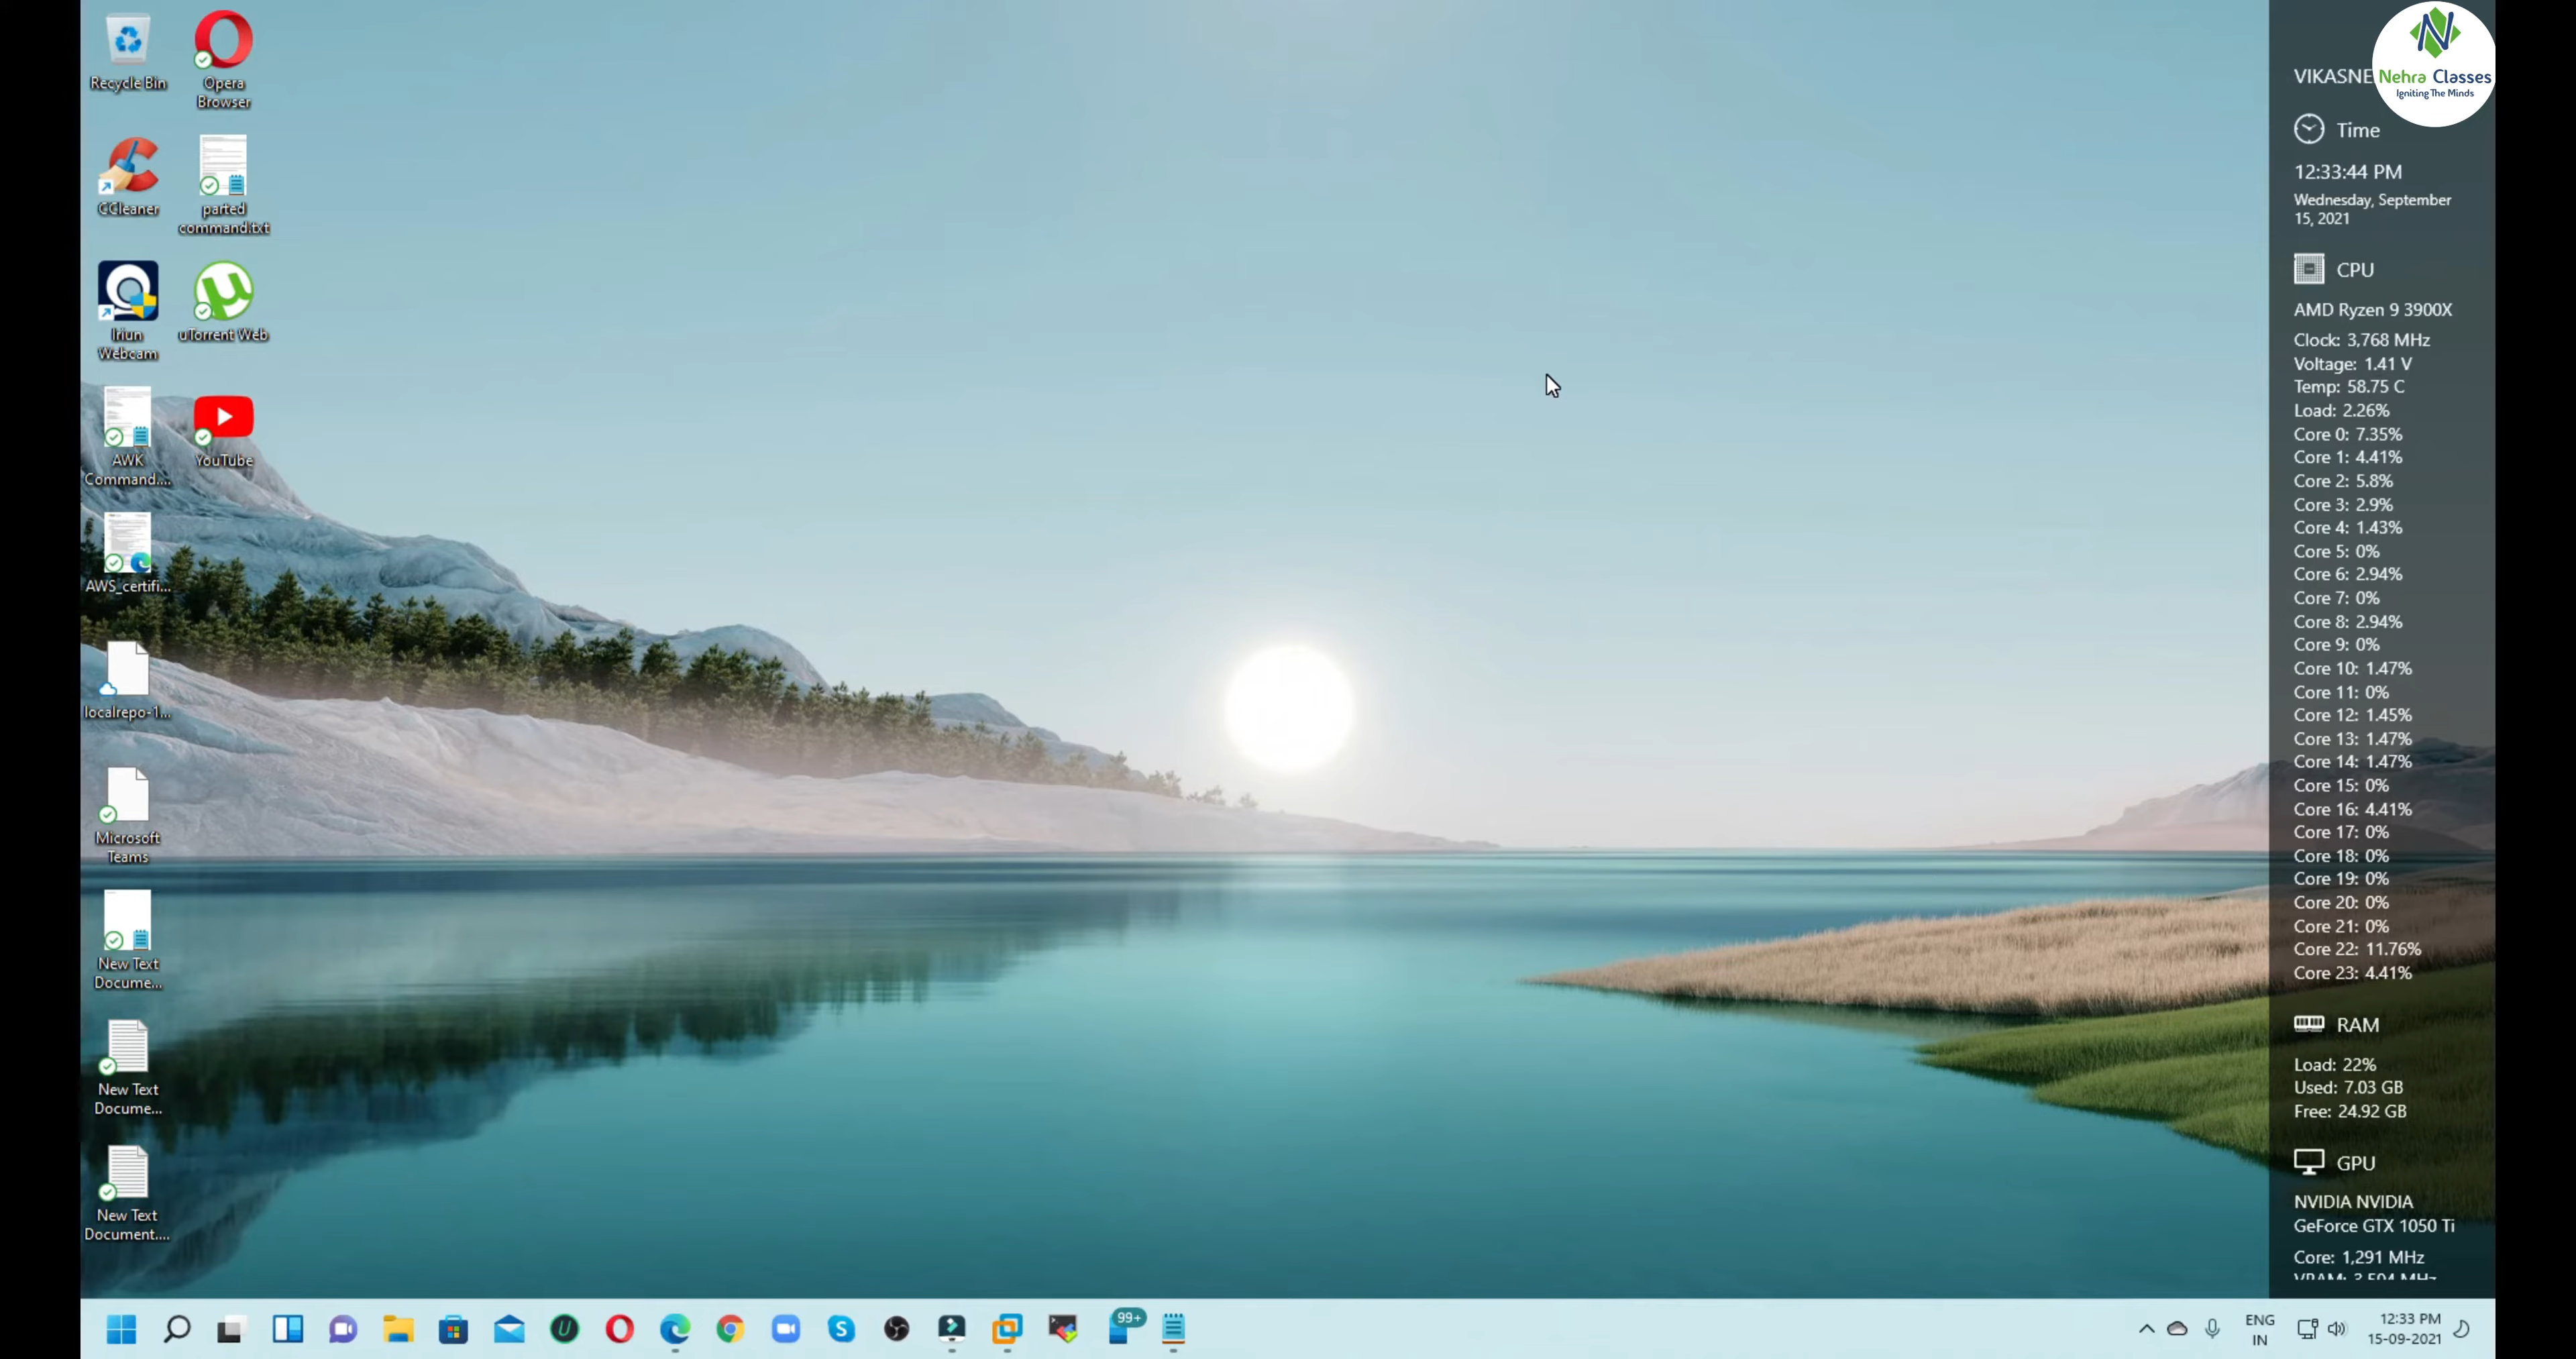 Recycle Bin
Opera
Browser
CCleaner
parted
command.txt
Iriun
Webcam
uTorrent Web
AWK
Command....
YouTube
AWS_certifi...
localrepo-1...
Microsoft
Teams
New Text
Docume...
New Text
Docume...
New Text
Document....
Nehra Classes
Igniting The Minds
VIKASNE
Time
12:33:44 PM
Wednesday, September
15, 2021
CPU
AMD Ryzen 9 3900X
Clock: 3,768 MHz
Voltage: 1.41 V
Temp: 58.75 C
Load: 2.26%
Core 0: 7.35%
Core 1: 4.41%
Core 2: 5.8%
Core 3: 2.9%
Core 4: 1.43%
Core 5: 0%
Core 6: 2.94%
Core 7: 0%
Core 8: 2.94%
Core 9: 0%
Core 10: 1.47%
Core 11: 0%
Core 12: 1.45%
Core 13: 1.47%
Core 14: 1.47%
Core 15: 0%
Core 16: 4.41%
Core 17: 0%
Core 18: 0%
Core 19: 0%
Core 20: 0%
Core 21: 0%
Core 22: 11.76%
Core 23: 4.41%
RAM
Load: 22%
Used: 7.03 GB
Free: 24.92 GB
GPU
NVIDIA NVIDIA
GeForce GTX 1050 Ti
Core: 1,291 MHz
VRAM: 3,504 MHz
99+
ENG
IN
12:33 PM
15-09-2021